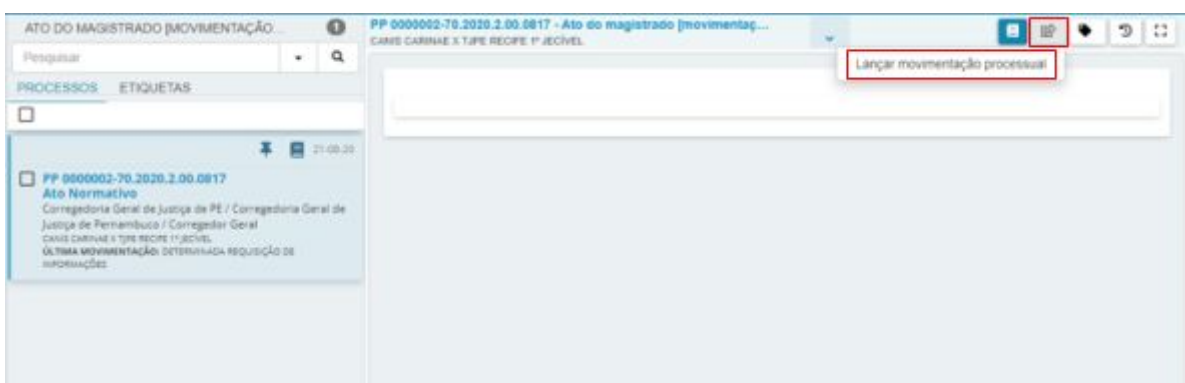 ATO DO MAGISTRADO [MOVIMENTAÇÃO...
1
Pesquisar
PROCESSOS ETIQUETAS
21-08-20
PP 0000002-70.2020.2.00.0817
Ato Normativo
Corregedoria Geral de Justiça de PE / Corregedoria Geral de
Justiça de Pernambuco / Corregedor Geral
CANIS CARINAE X TJPE RECIFE 1º JECÍVEL
ÚLTIMA MOVIMENTAÇÃO: DETERMINADA REQUISIÇÃO DE
INFORMAÇÕES
PP 0000002-70.2020.2.00.0817 - Ato do magistrado [movimentaç...
CANIS CARINAE X TJPE RECIFE 1º JECÍVEL
Lançar movimentação processual